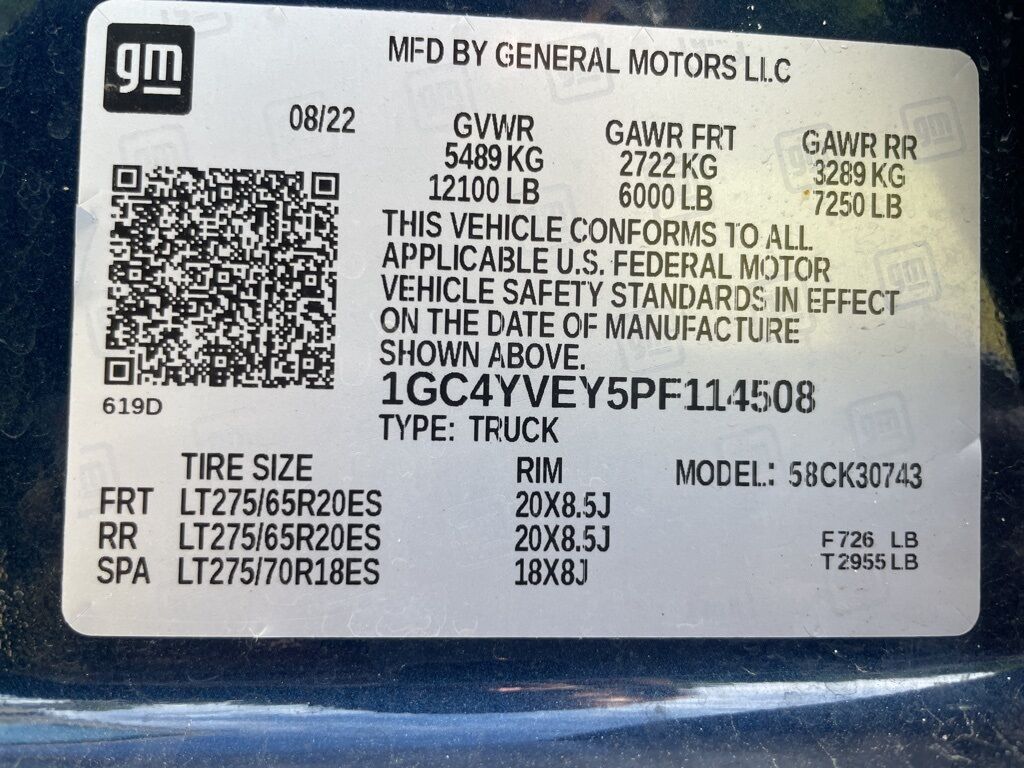 gm
MFD BY GENERAL MOTORS LLC
08/22
GVWR GAWR FRT GAWR RR
5489 KG 2722 KG 3289 KG
12100 LB 6000 LB 7250 LB
THIS VEHICLE CONFORMS TO ALL
APPLICABLE U.S. FEDERAL MOTOR
VEHICLE SAFETY STANDARDS IN EFFECT
ON THE DATE OF MANUFACTURE
SHOWN ABOVE.
619D
1GC4YVEY5PF114508
TYPE: TRUCK
TIRE SIZE RIM MODEL: 58CK30743
FRT LT275/65R20ES 20X8.5J
RR LT275/65R20ES 20X8.5J
F726 LB
SPA LT275/70R18ES 18X8J
T2955 LB